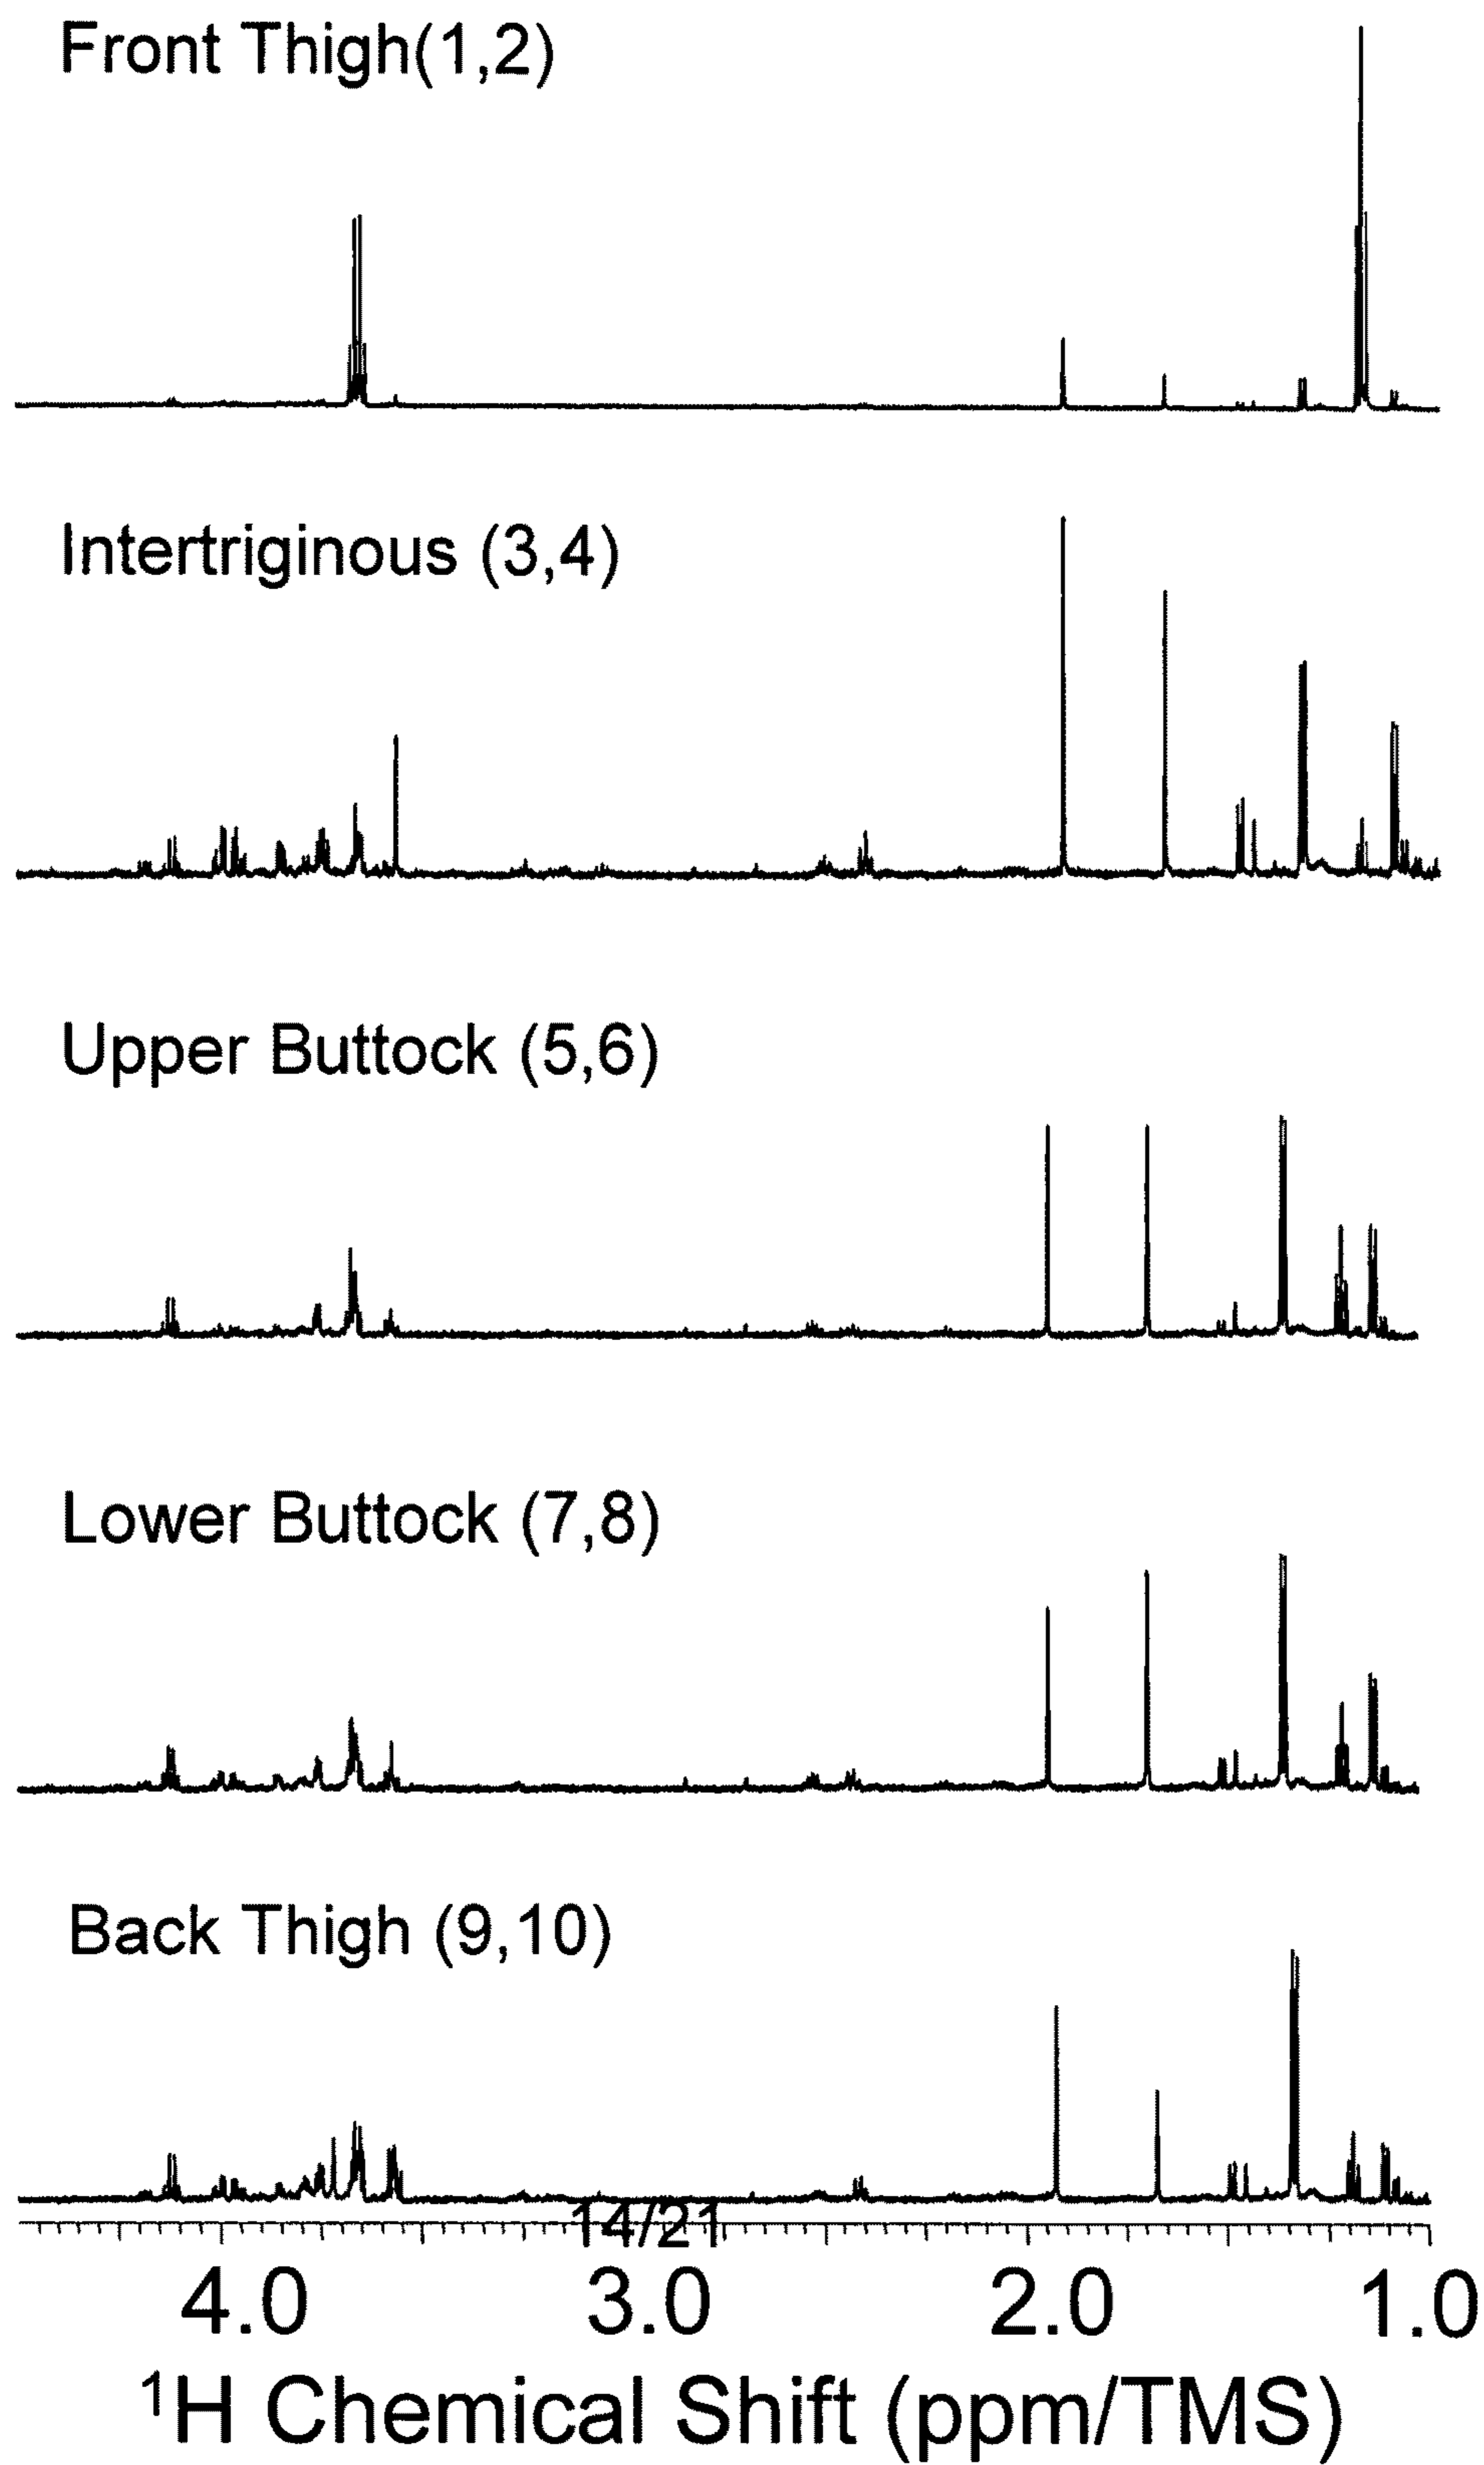 Front Thigh(1,2)
Intertriginous (3,4)
Upper Buttock (5,6)
Lower Buttock (7,8)
Back Thigh (9,10)
14/21
4.0 3.0 2.0 1.0
¹H Chemical Shift (ppm/TMS)